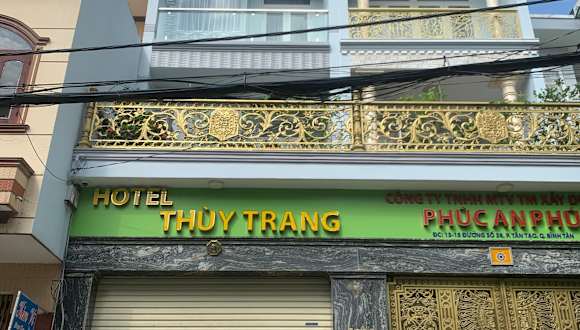 HOTEL
THÙY TRANG
CÔNG TY TNHH MTV TM XÂY D
PHÚC AN PHÚ
ĐC: 13-15 ĐƯỜNG SỐ 38, P. TÂN TẠO, Q. BÌNH TÂN